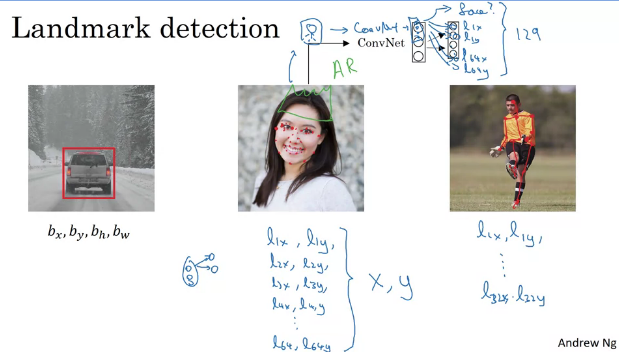 Landmark detection
ConvNet → face?
l1x
l1y
l64x
l64y
129
ConvNet
AR
bx, by, bh, bw
l1x, l1y,
l2x, l2y,
l3x, l3y,
l4x, l4y
⋮
l64, l64y
x, y
l1x, l1y,
⋮
l32x, l32y
Andrew Ng